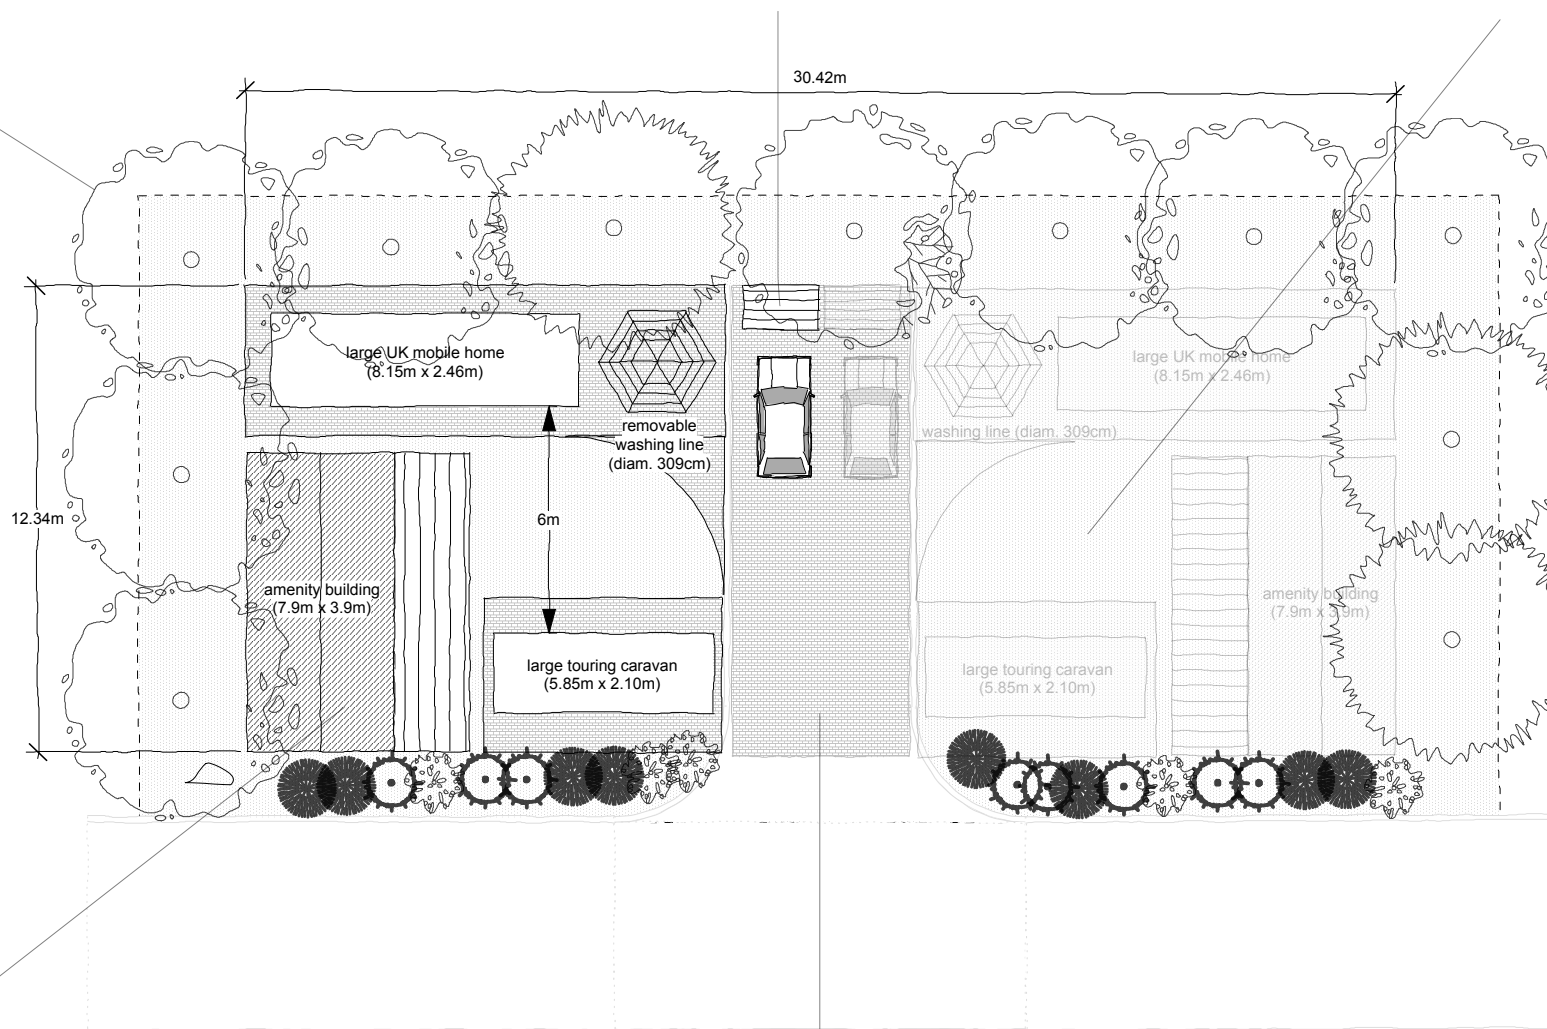 30.42m
large UK mobile home
(8.15m x 2.46m)
large UK mobile home
(8.15m x 2.46m)
removable
washing line
(diam. 309cm)
washing line (diam. 309cm)
12.34m
6m
amenity building
(7.9m x 3.9m)
amenity building
(7.9m x 3.9m)
large touring caravan
(5.85m x 2.10m)
large touring caravan
(5.85m x 2.10m)